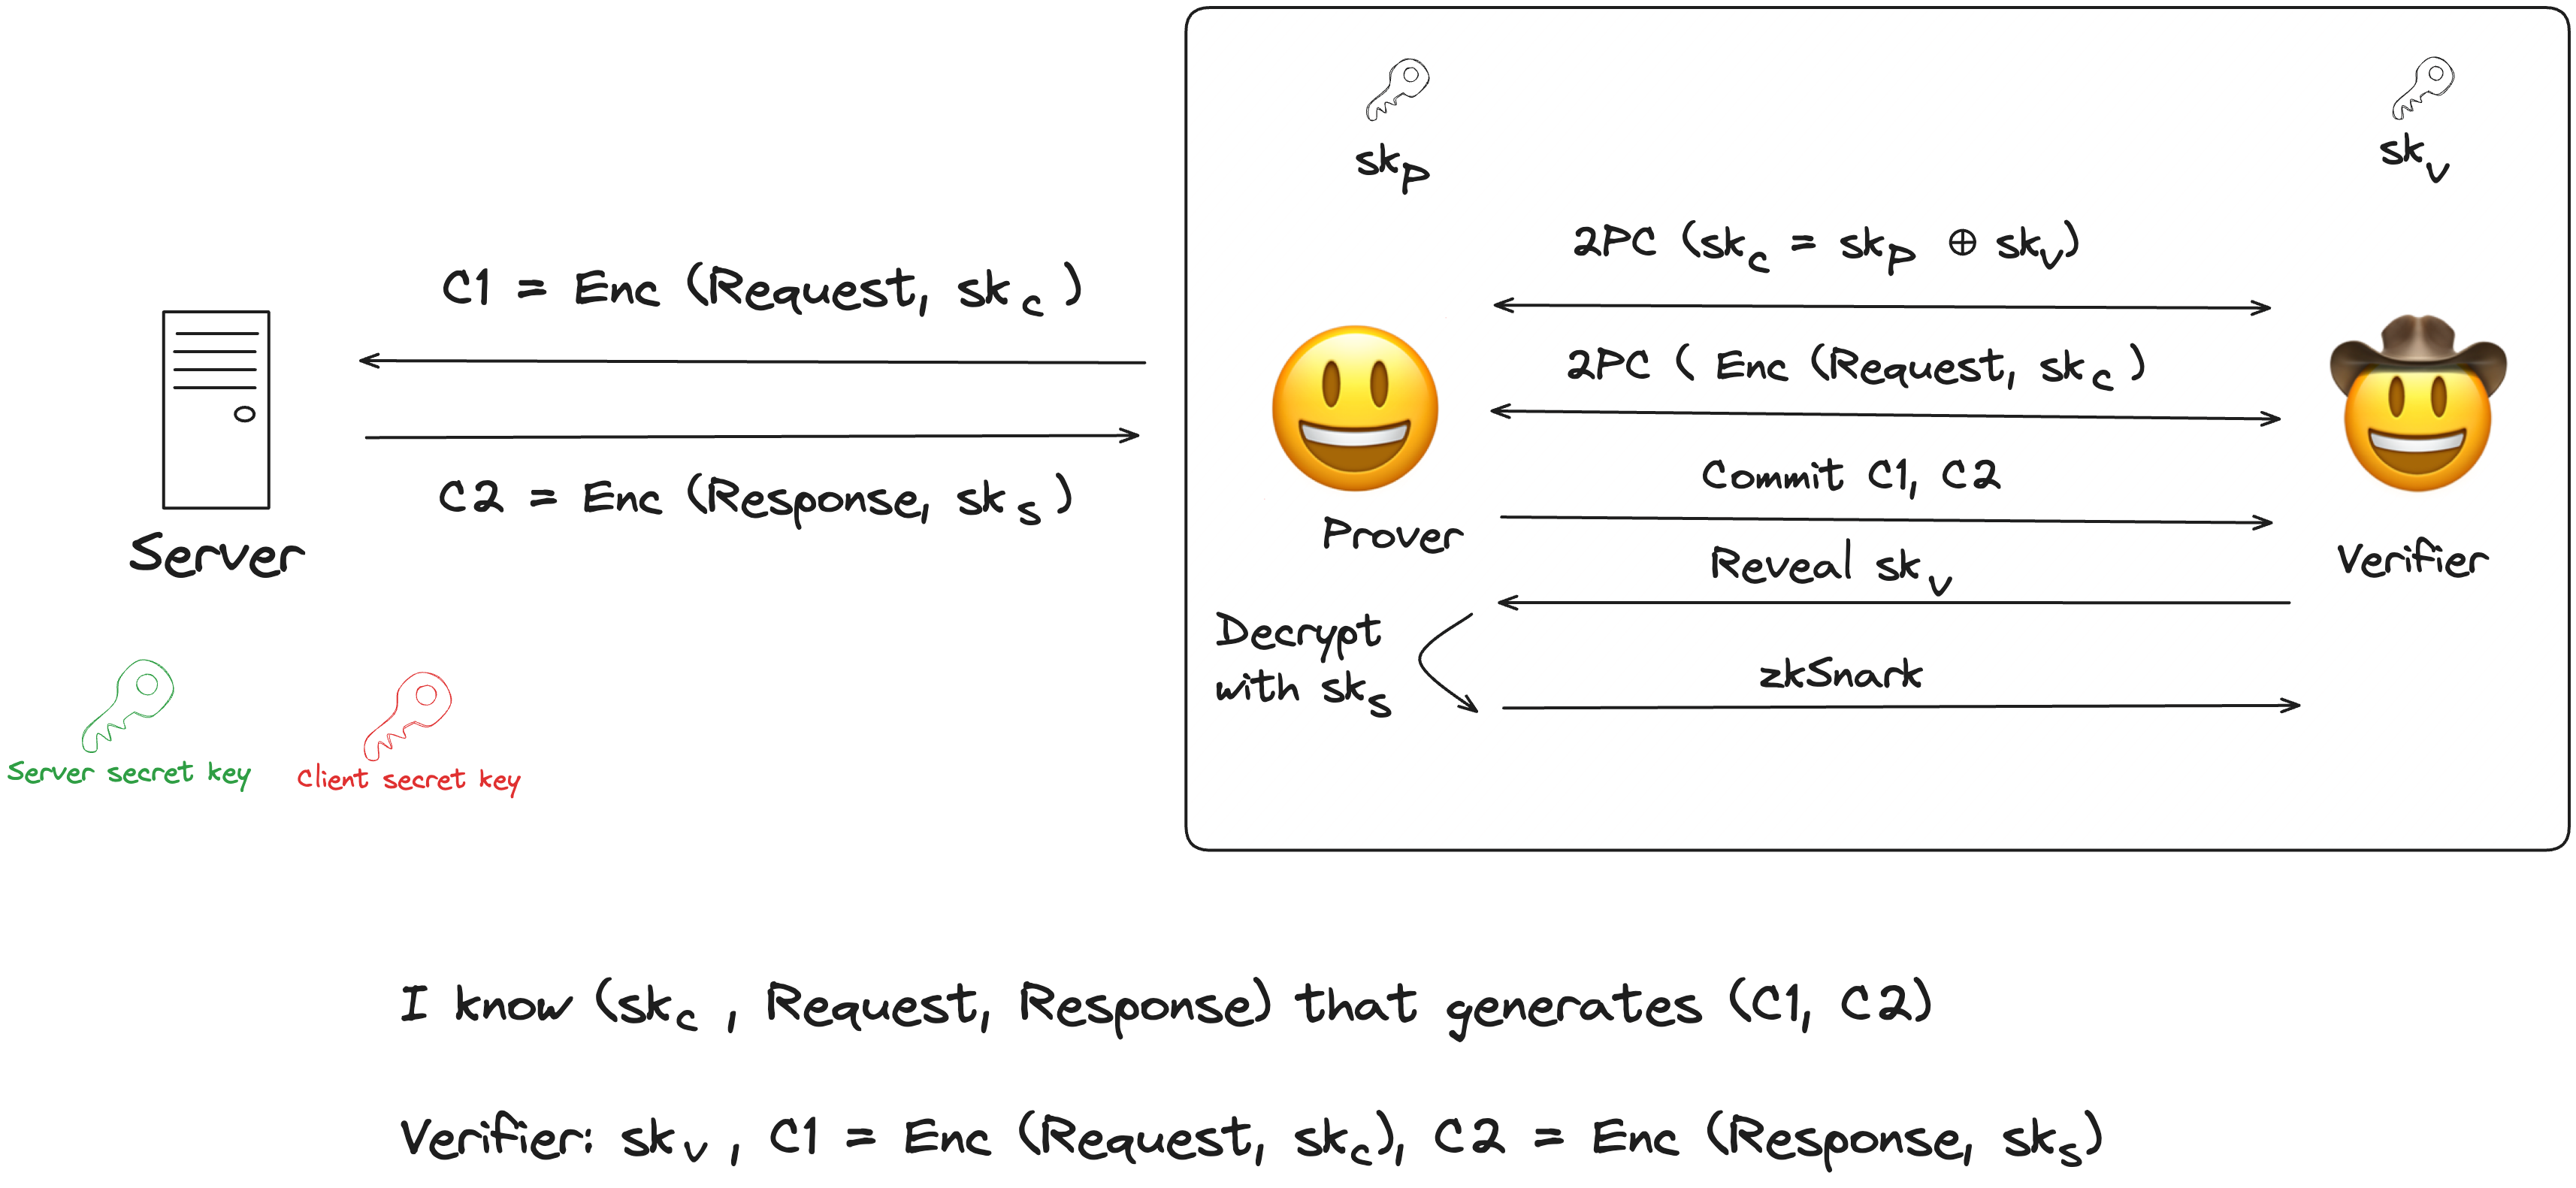 sk_p
sk_v
2PC (sk_c = sk_p ⊕ sk_v)
C1 = Enc (Request, sk_c )
2PC ( Enc (Request, sk_c )
Commit C1, C2
C2 = Enc (Response, sk_s )
Prover
Server
Reveal sk_v
Verifier
Decrypt
with sk_s
zkSnark
Server secret key
Client secret key
I know (sk_c , Request, Response) that generates (C1, C2)
Verifier: sk_v , C1 = Enc (Request, sk_c), C2 = Enc (Response, sk_s)